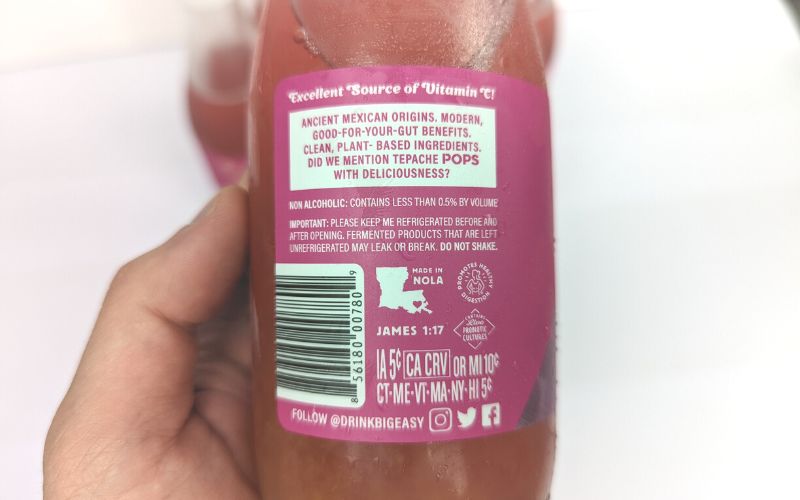 Excellent Source of Vitamin C!
ANCIENT MEXICAN ORIGINS. MODERN,
GOOD-FOR-YOUR-GUT BENEFITS.
CLEAN, PLANT- BASED INGREDIENTS.
DID WE MENTION TEPACHE POPS
WITH DELICIOUSNESS?
NON ALCOHOLIC: CONTAINS LESS THAN 0.5% BY VOLUME
IMPORTANT: PLEASE KEEP ME REFRIGERATED BEFORE AND
AFTER OPENING. FERMENTED PRODUCTS THAT ARE LEFT
UNREFRIGERATED MAY LEAK OR BREAK. DO NOT SHAKE.
8 56180 00780 9
MADE IN
NOLA
PROMOTES HEALTHY
DIGESTION
JAMES 1:17
CONTAINS
Live
PROBIOTIC
CULTURES
IA 5¢ CA CRV OR MI 10¢
CT·ME·VT·MA·NY·HI 5¢
FOLLOW @DRINKBIGEASY